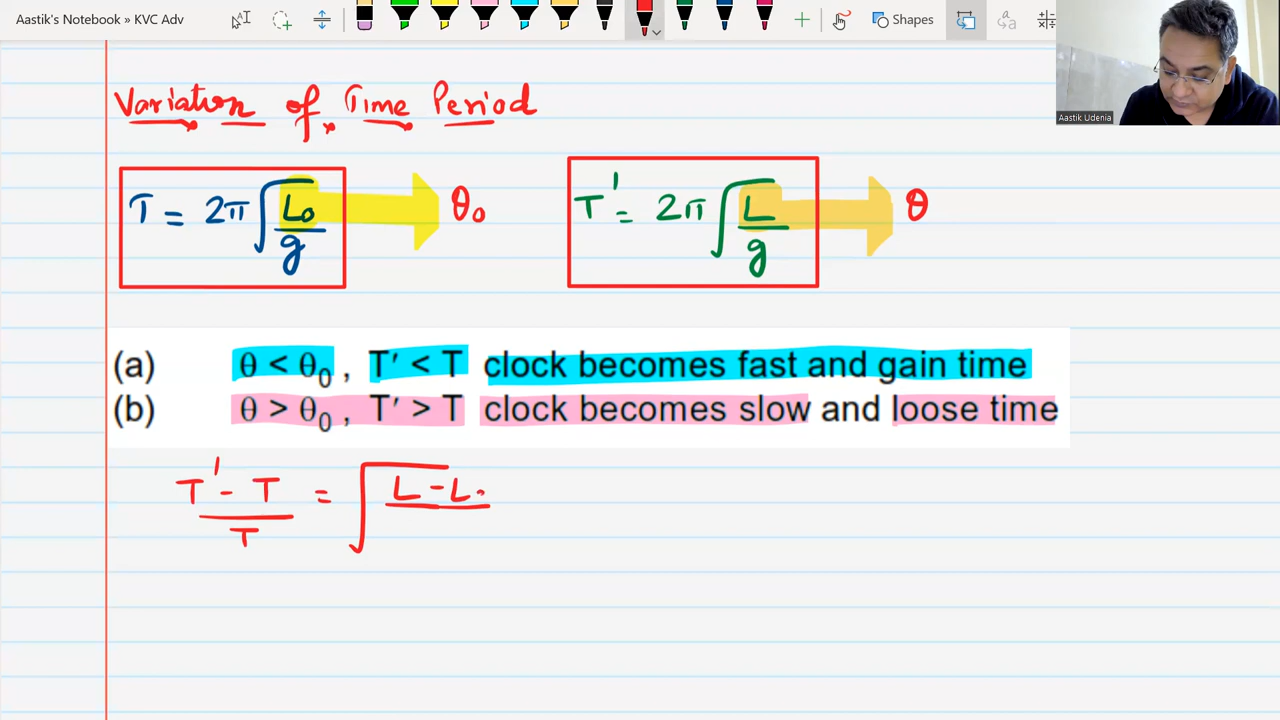 Aastik's Notebook » KVC Adv
Shapes
Aastik Udenia
Variation of Time Period
T = 2π √(L₀/g) θ₀
T' = 2π √(L/g) θ
(a) θ < θ₀ , T′ < T clock becomes fast and gain time
(b) θ > θ₀ , T′ > T clock becomes slow and loose time
(T' - T)/T = √(L - L₀